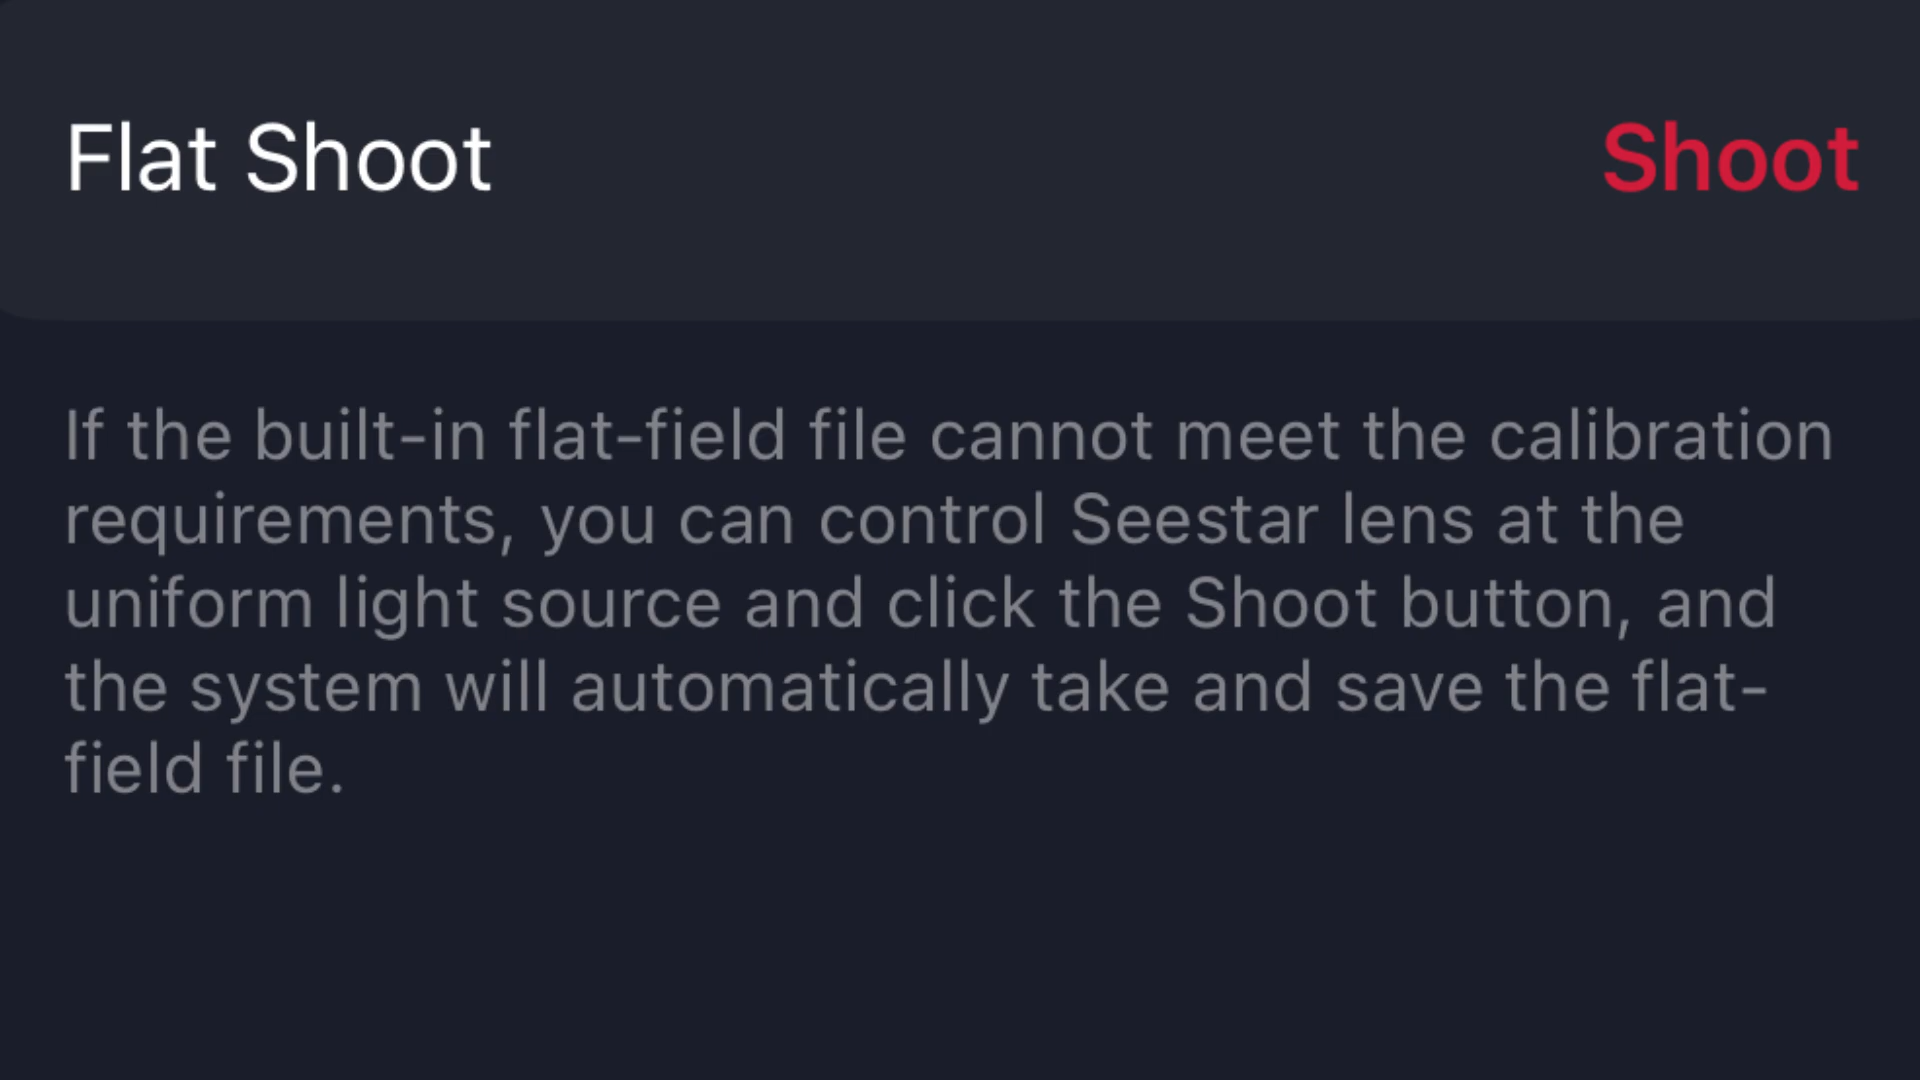 Flat Shoot
Shoot
If the built-in flat-field file cannot meet the calibration
requirements, you can control Seestar lens at the
uniform light source and click the Shoot button, and
the system will automatically take and save the flat-
field file.